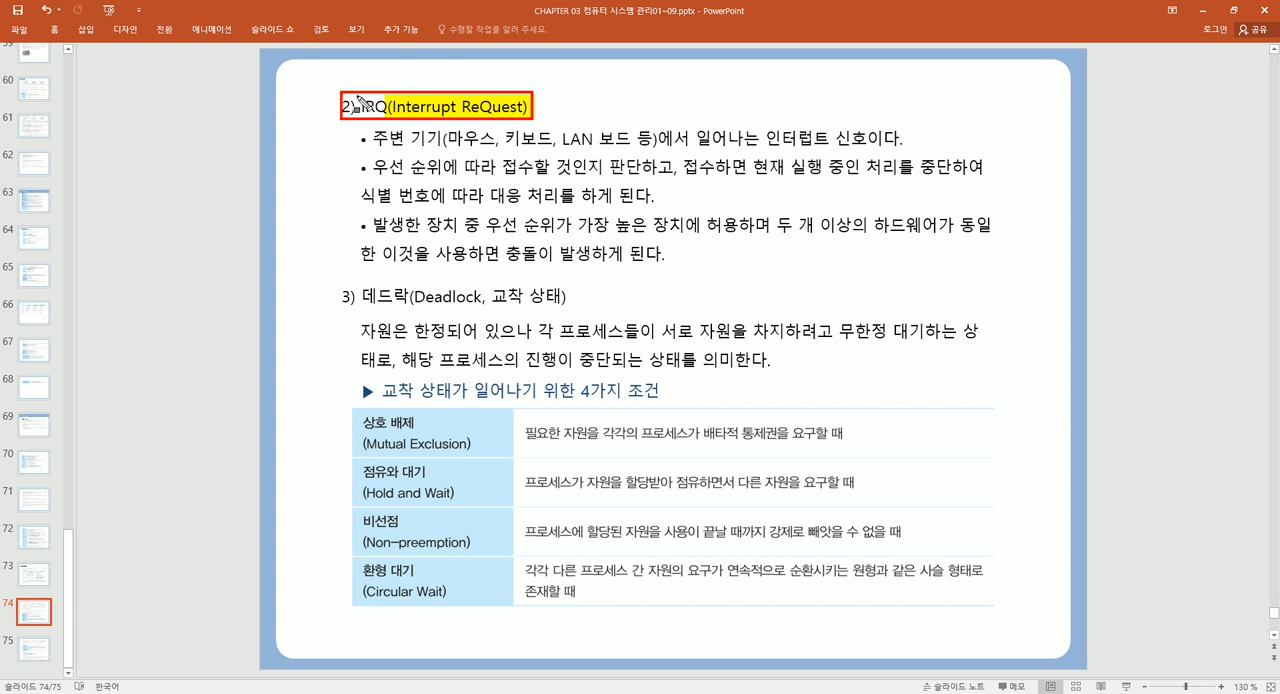 CHAPTER 03 컴퓨터 시스템 관리01~09.pptx - PowerPoint
파일 홈 삽입 디자인 전환 애니메이션 슬라이드 쇼 검토 보기 추가 기능 수행할 작업을 알려 주세요. 로그인 공유
2) IRQ(Interrupt ReQuest)
• 주변 기기(마우스, 키보드, LAN 보드 등)에서 일어나는 인터럽트 신호이다.
• 우선 순위에 따라 접수할 것인지 판단하고, 접수하면 현재 실행 중인 처리를 중단하여
식별 번호에 따라 대응 처리를 하게 된다.
• 발생한 장치 중 우선 순위가 가장 높은 장치에 허용하며 두 개 이상의 하드웨어가 동일
한 이것을 사용하면 충돌이 발생하게 된다.
3) 데드락(Deadlock, 교착 상태)
자원은 한정되어 있으나 각 프로세스들이 서로 자원을 차지하려고 무한정 대기하는 상
태로, 해당 프로세스의 진행이 중단되는 상태를 의미한다.
▶ 교착 상태가 일어나기 위한 4가지 조건
상호 배제
(Mutual Exclusion)
필요한 자원을 각각의 프로세스가 배타적 통제권을 요구할 때
점유와 대기
(Hold and Wait)
프로세스가 자원을 할당받아 점유하면서 다른 자원을 요구할 때
비선점
(Non-preemption)
프로세스에 할당된 자원을 사용이 끝날 때까지 강제로 빼앗을 수 없을 때
환형 대기
(Circular Wait)
각각 다른 프로세스 간 자원의 요구가 연속적으로 순환시키는 원형과 같은 사슬 형태로
존재할 때
60
61
62
63
64
65
66
67
68
69
70
71
72
73
74
75
슬라이드 74/75 한국어 슬라이드 노트 메모 130 %